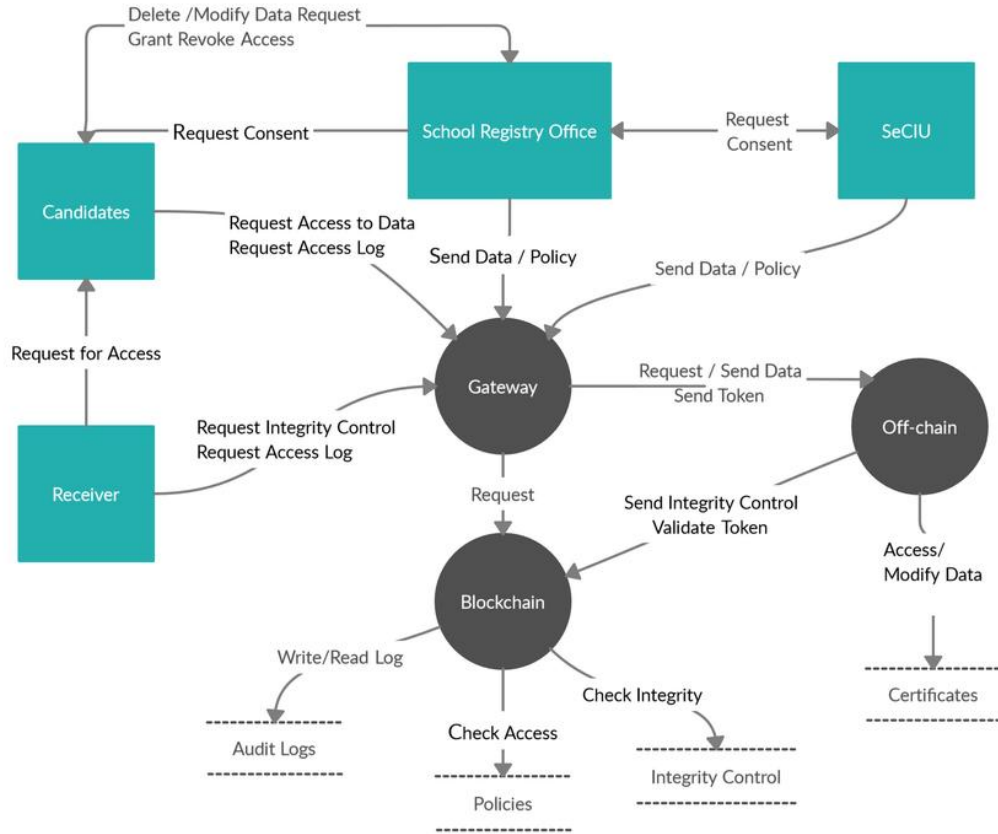 Delete /Modify Data Request
Grant Revoke Access
Request Consent
School Registry Office
Request
Consent
SeCIU
Candidates
Request Access to Data
Request Access Log
Send Data / Policy
Send Data / Policy
Request for Access
Gateway
Request / Send Data
Send Token
Off-chain
Request Integrity Control
Request Access Log
Receiver
Request
Send Integrity Control
Validate Token
Access/
Modify Data
Blockchain
Write/Read Log
Check Integrity
Certificates
Check Access
Audit Logs
Integrity Control
Policies